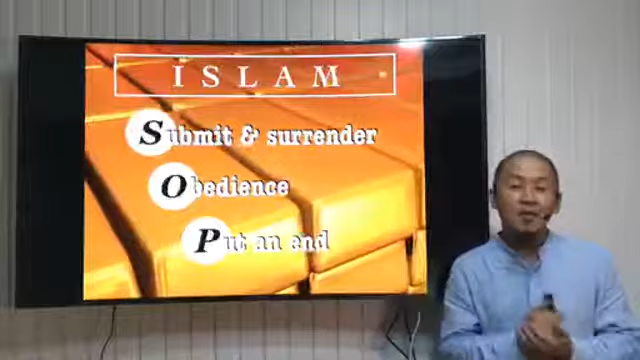 ISLAM
Submit & surrender
Obedience
Put an end